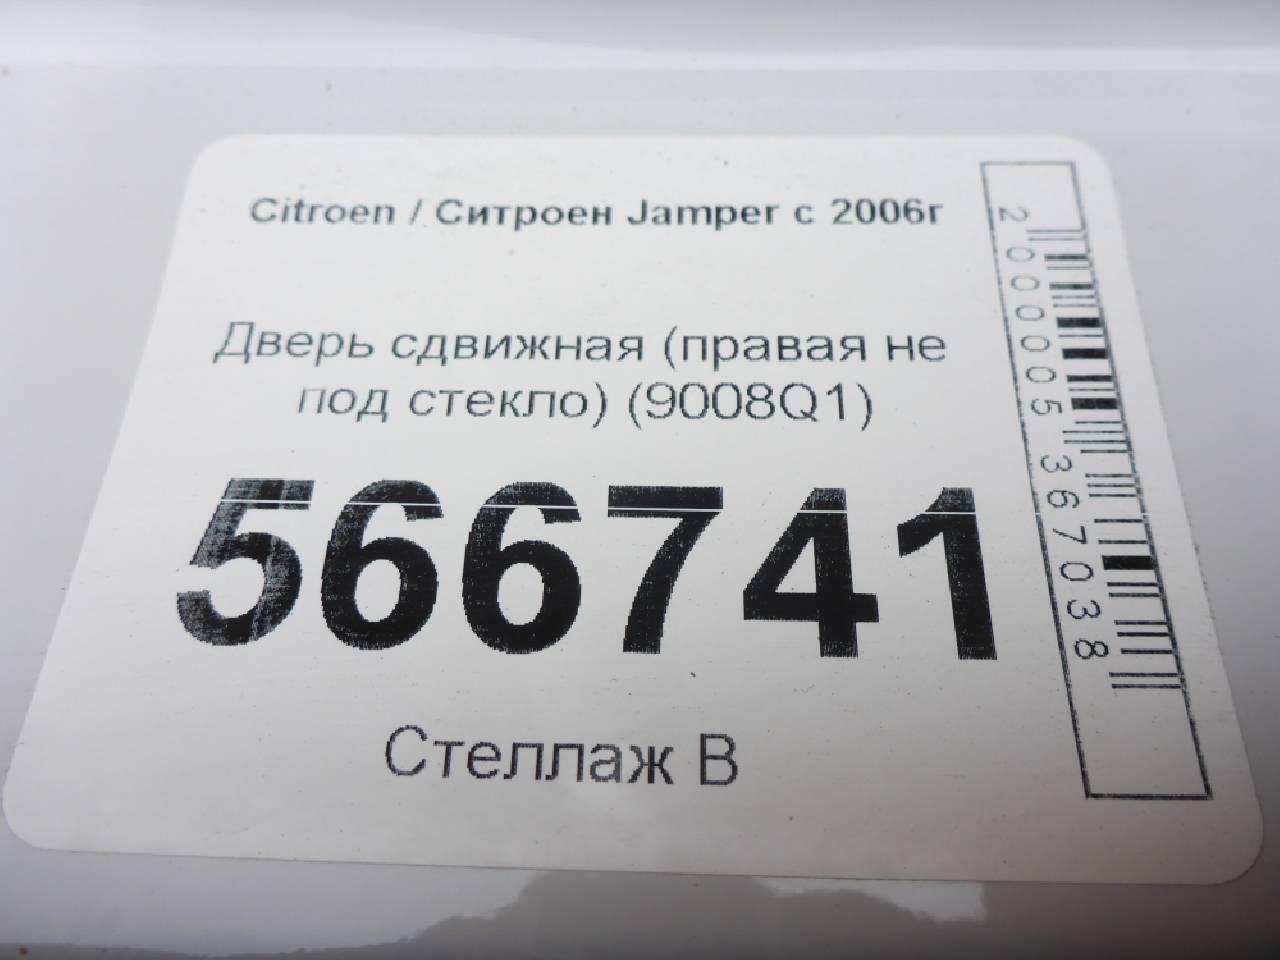 Citroen / Ситроен Jamper с 2006г
Дверь сдвижная (правая не
под стекло) (9008Q1)
566741
Стеллаж В
2000005367038